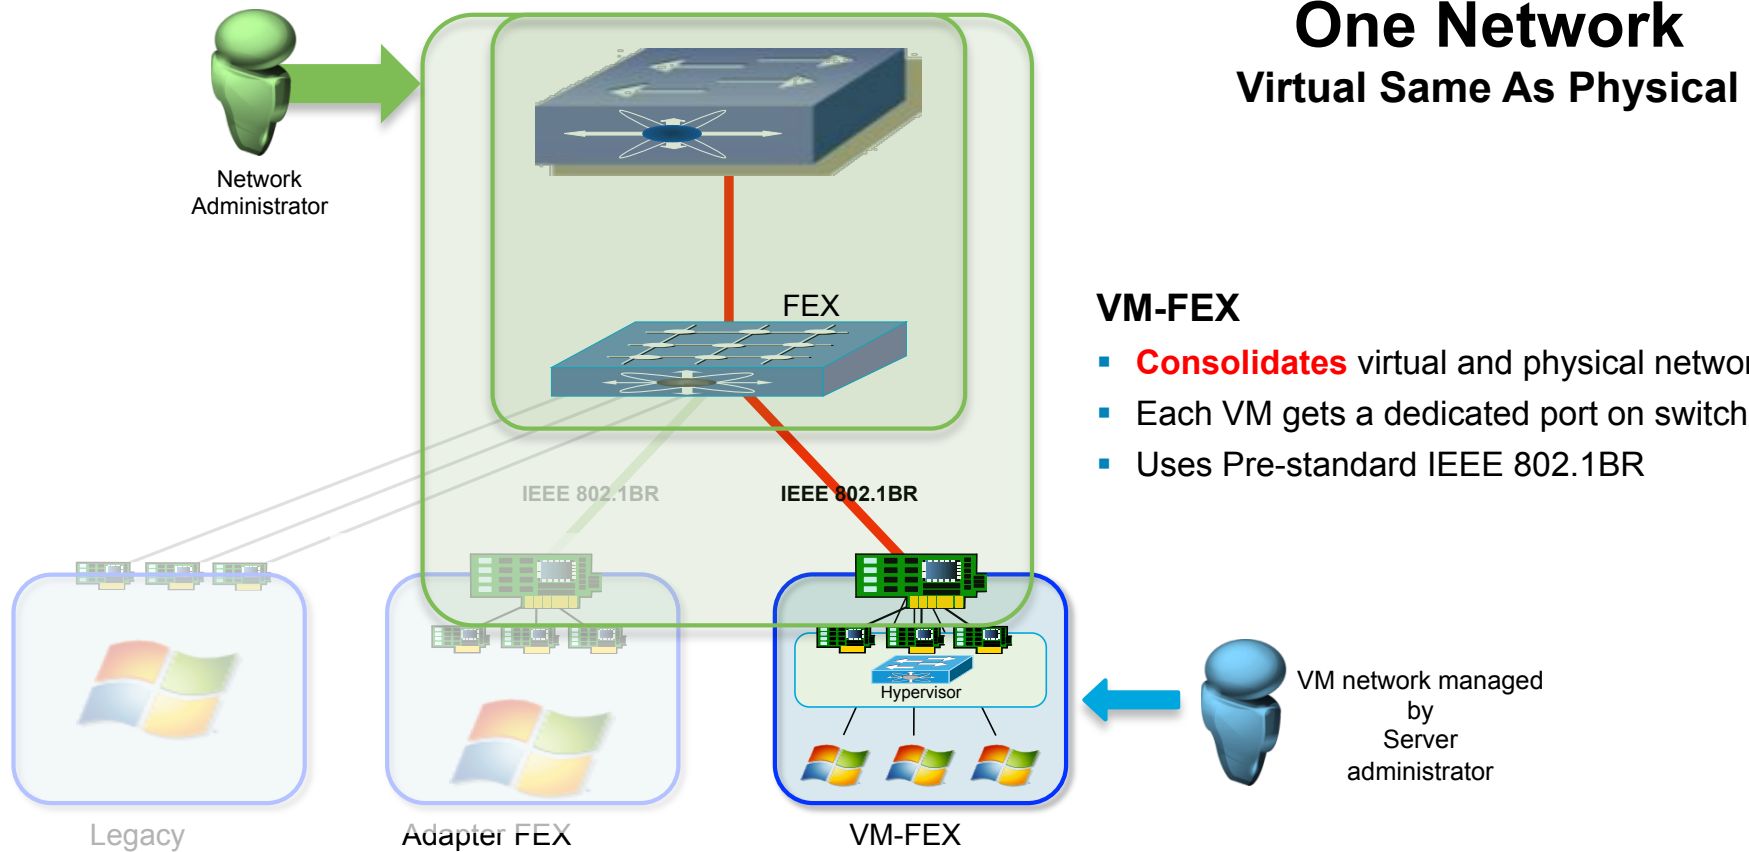 One Network
Virtual Same As Physical
Network
Administrator
FEX
VM-FEX
Consolidates virtual and physical networ
Each VM gets a dedicated port on switch
Uses Pre-standard IEEE 802.1BR
IEEE 802.1BR
IEEE 802.1BR
Hypervisor
VM network managed
by
Server
administrator
Legacy
Adapter FEX
VM-FEX